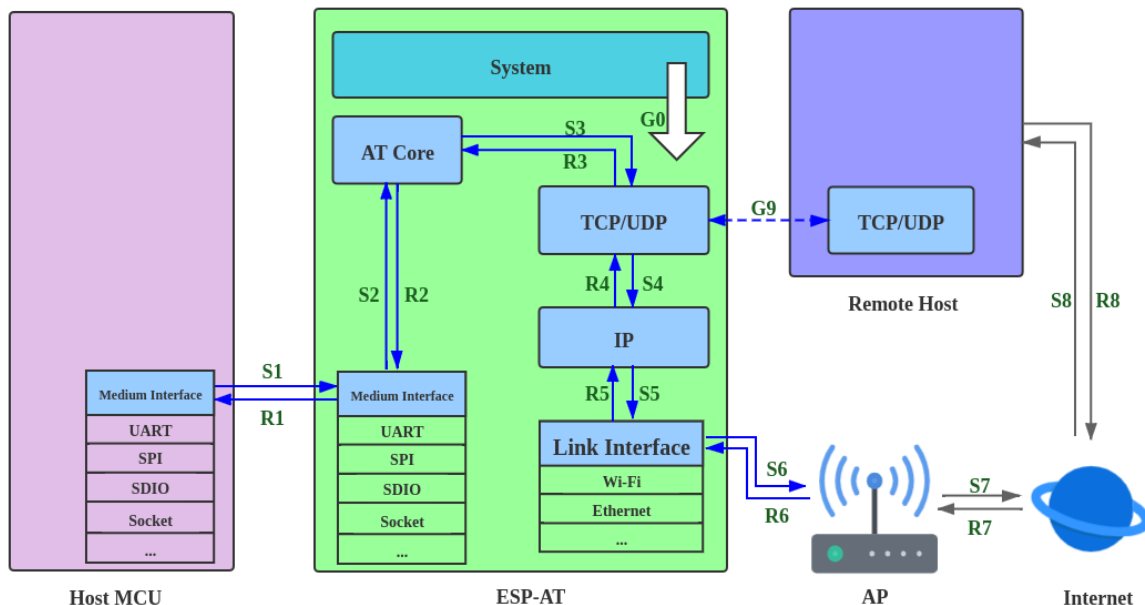 System
G0
AT Core
S3
R3
TCP/UDP
G9
TCP/UDP
S2
R2
R4
S4
S8
R8
Remote Host
IP
S1
R1
Medium Interface
UART
SPI
SDIO
Socket
...
Medium Interface
UART
SPI
SDIO
Socket
...
R5
S5
Link Interface
Wi-Fi
Ethernet
...
S6
R6
S7
R7
Host MCU
ESP-AT
AP
Internet